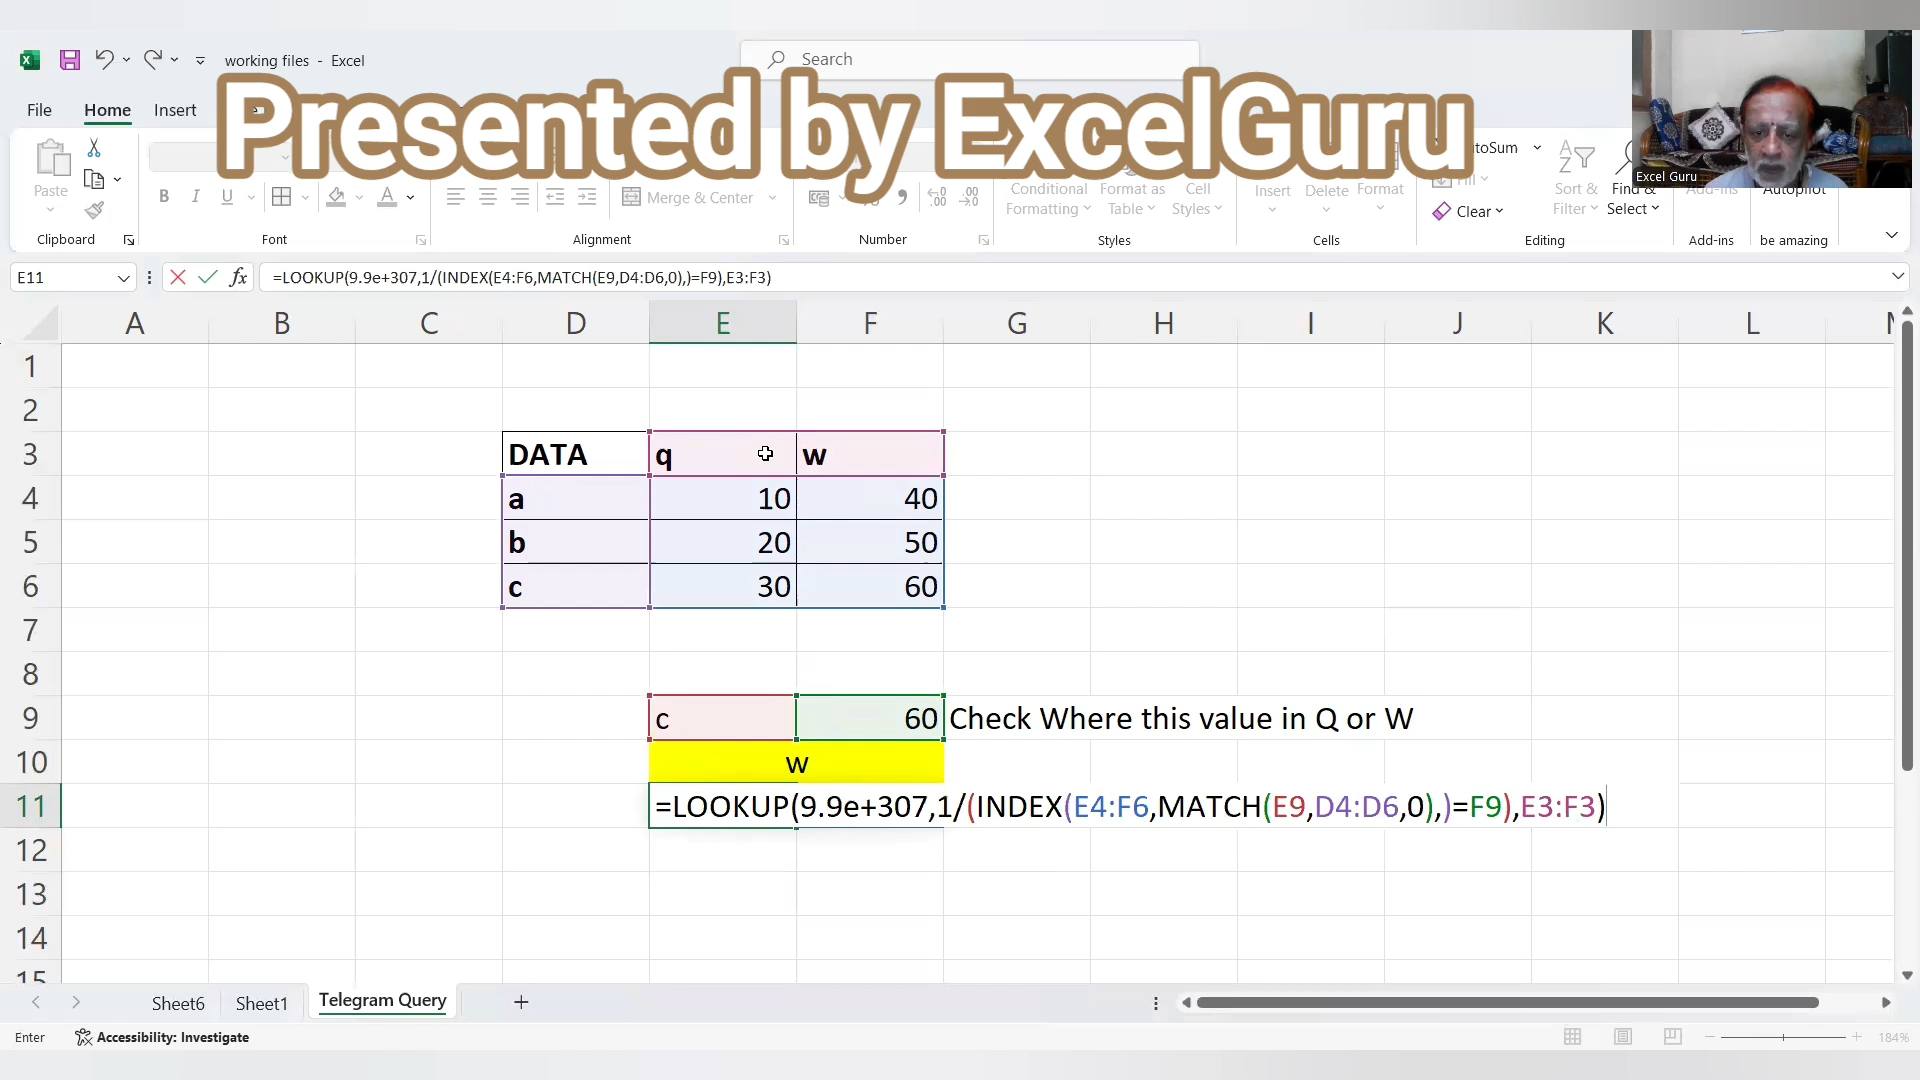 working files - Excel
Search
File Home Insert
Presented by ExcelGuru
Excel Guru
Paste
B I U A
Merge & Center
Conditional Formatting
Format as Table
Cell Styles
Insert Delete Format
Fill
Clear
Sort & Filter
Find & Select
Add-ins
Autopilot
Clipboard Font Alignment Number Styles Cells Editing Add-ins be amazing
E11 fx =LOOKUP(9.9e+307,1/(INDEX(E4:F6,MATCH(E9,D4:D6,0),)=F9),E3:F3)
A B C D E F G H I J K L
1
2
3 DATA q w
4 a 10 40
5 b 20 50
6 c 30 60
7
8
9 c 60 Check Where this value in Q or W
10 w
11 =LOOKUP(9.9e+307,1/(INDEX(E4:F6,MATCH(E9,D4:D6,0),)=F9),E3:F3)
12
13
14
15
Sheet6 Sheet1 Telegram Query
Enter Accessibility: Investigate 184%